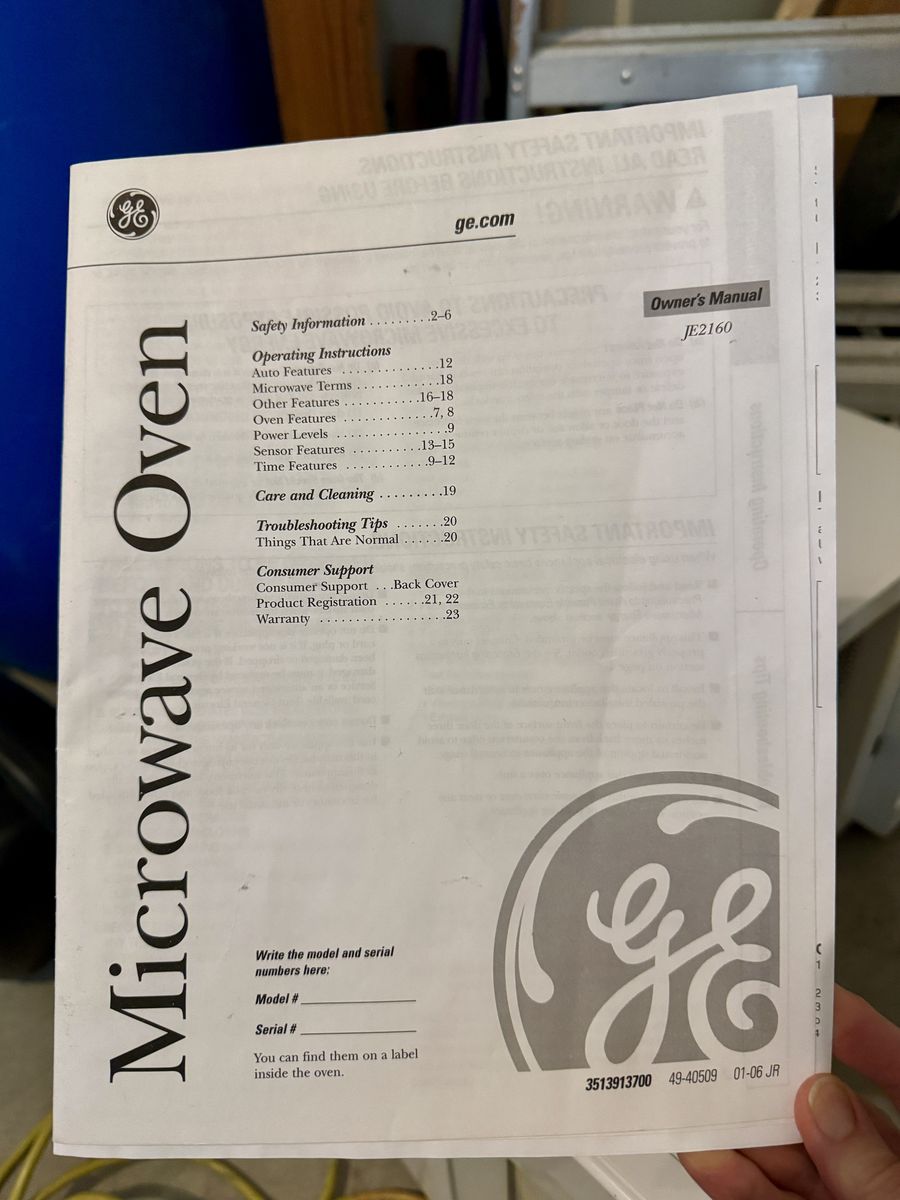 GE
ge.com
Microwave Oven
Owner's Manual
JE2160
Safety Information . . . . . . . . .2–6
Operating Instructions
Auto Features . . . . . . . . . . . . . .12
Microwave Terms . . . . . . . . . . .18
Other Features . . . . . . . . . . .16–18
Oven Features . . . . . . . . . . . . .7, 8
Power Levels . . . . . . . . . . . . . . . .9
Sensor Features . . . . . . . . . .13–15
Time Features . . . . . . . . . . .9–12
Care and Cleaning . . . . . . . . .19
Troubleshooting Tips . . . . . . .20
Things That Are Normal . . . . . .20
Consumer Support
Consumer Support . . .Back Cover
Product Registration . . . . . .21, 22
Warranty . . . . . . . . . . . . . . . . . .23
Write the model and serial
numbers here:
Model #
Serial #
You can find them on a label
inside the oven.
GE
3513913700 49-40509 01-06 JR